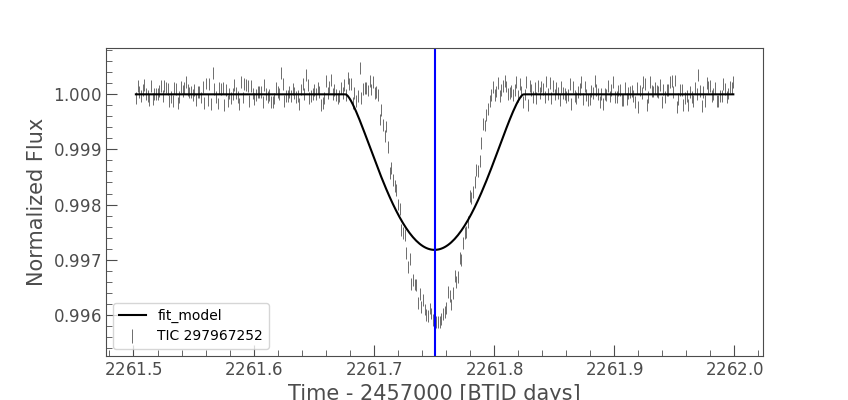 Normalized Flux
1.000
0.999
0.998
0.997
0.996
fit_model
TIC 297967252
2261.5 2261.6 2261.7 2261.8 2261.9 2262.0
Time - 2457000 [BTJD days]